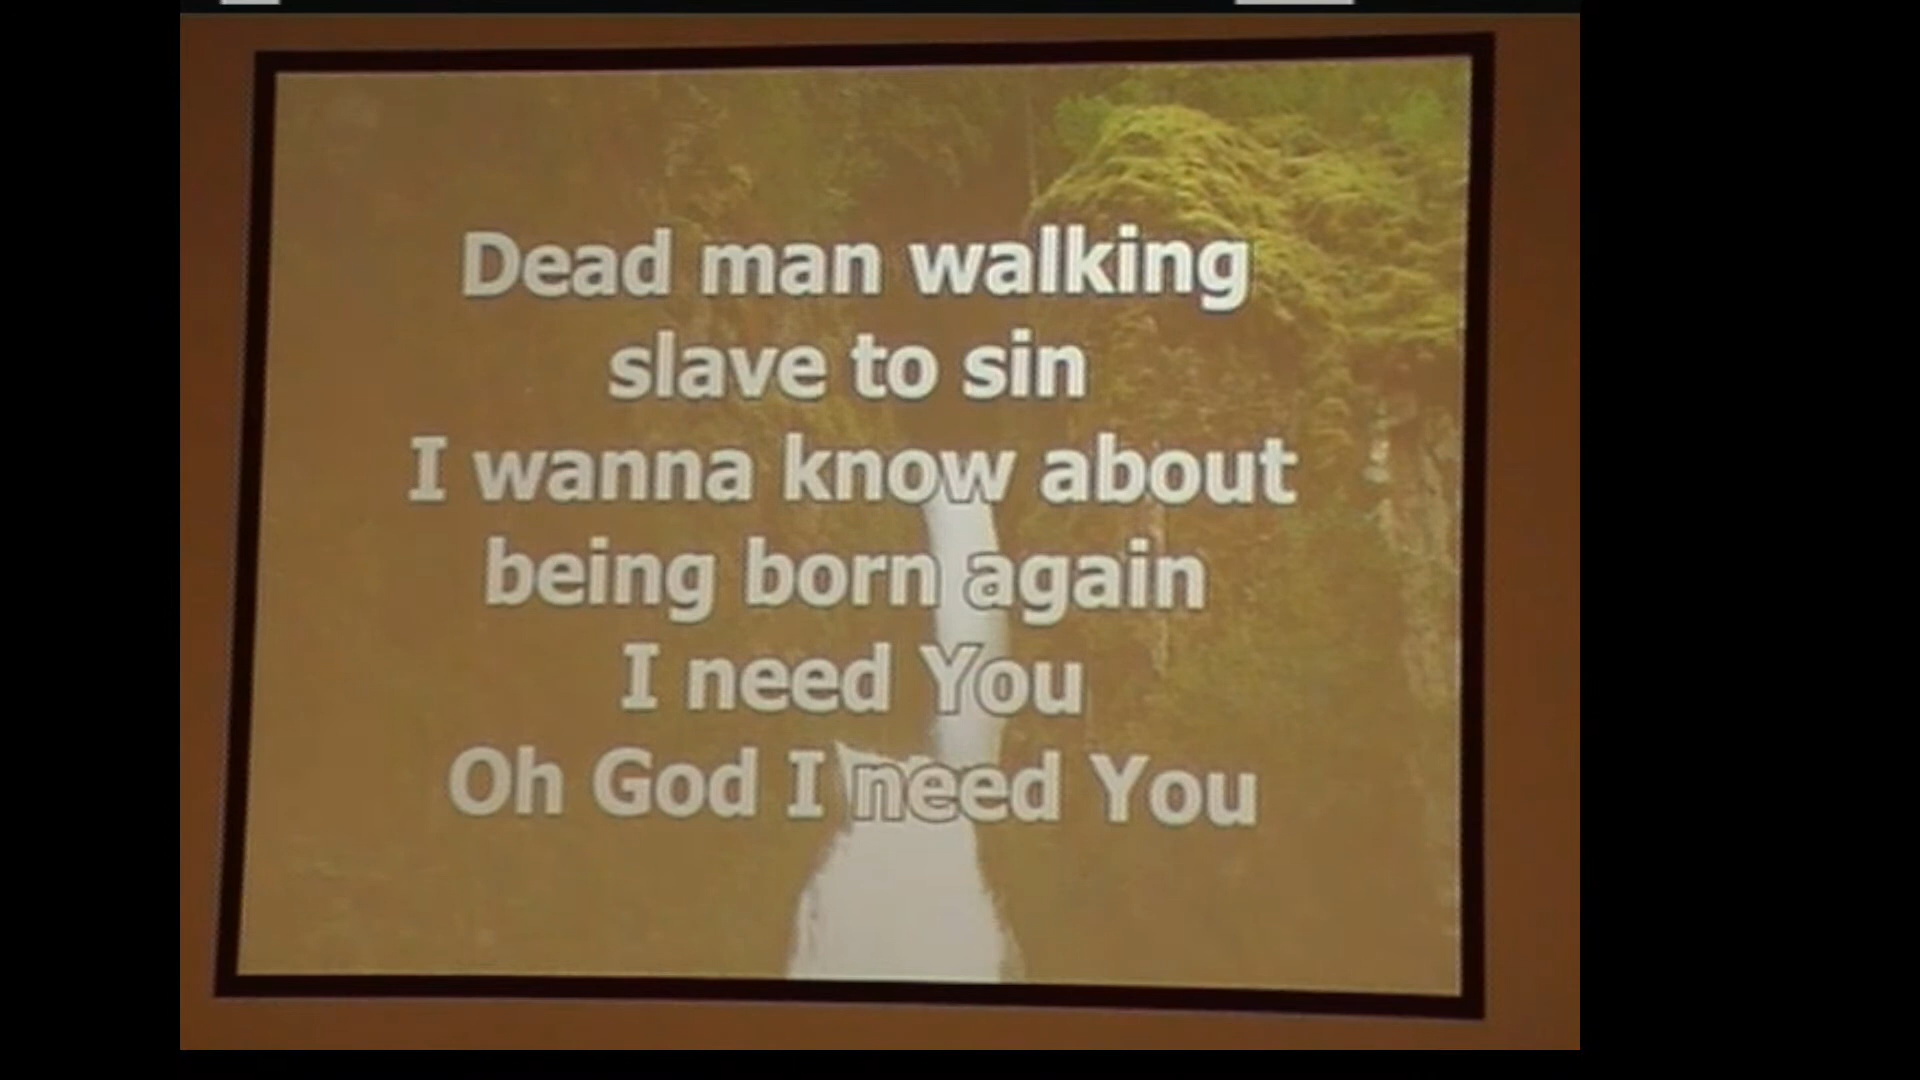 Dead man walking
slave to sin
I wanna know about
being born again
I need You
Oh God I need You